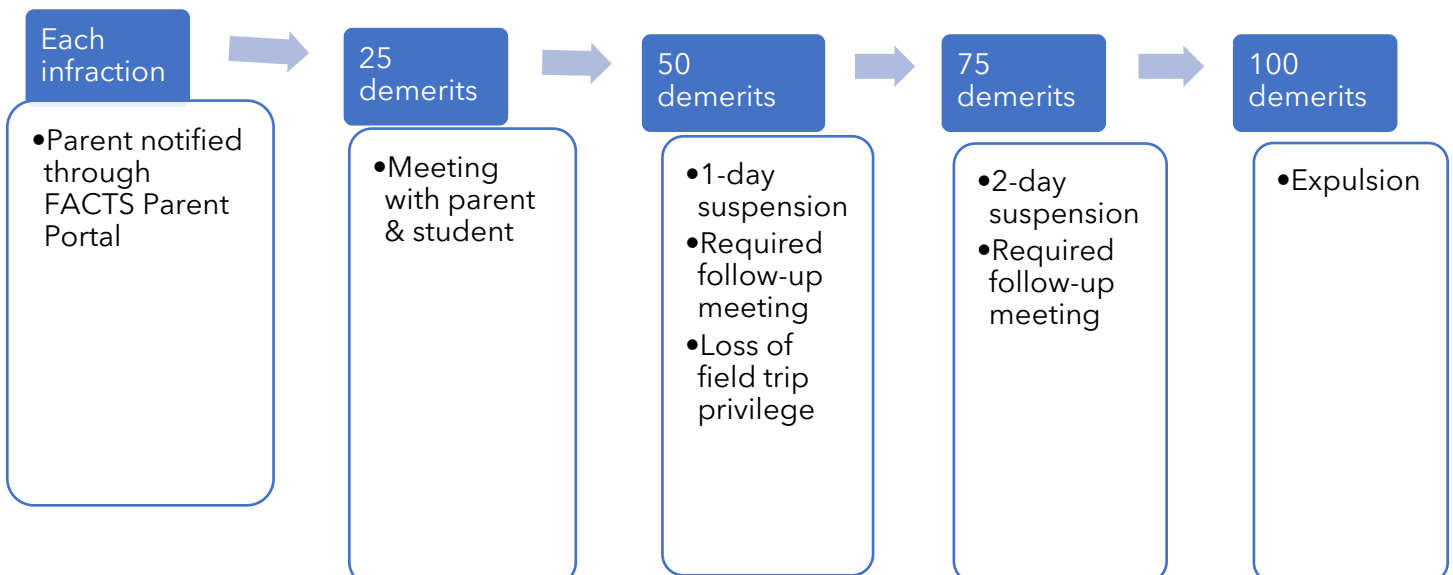 Each
infraction
•Parent notified
through
FACTS Parent
Portal
25
demerits
•Meeting
with parent
& student
50
demerits
•1-day
suspension
•Required
follow-up
meeting
•Loss of
field trip
privilege
75
demerits
•2-day
suspension
•Required
follow-up
meeting
100
demerits
•Expulsion